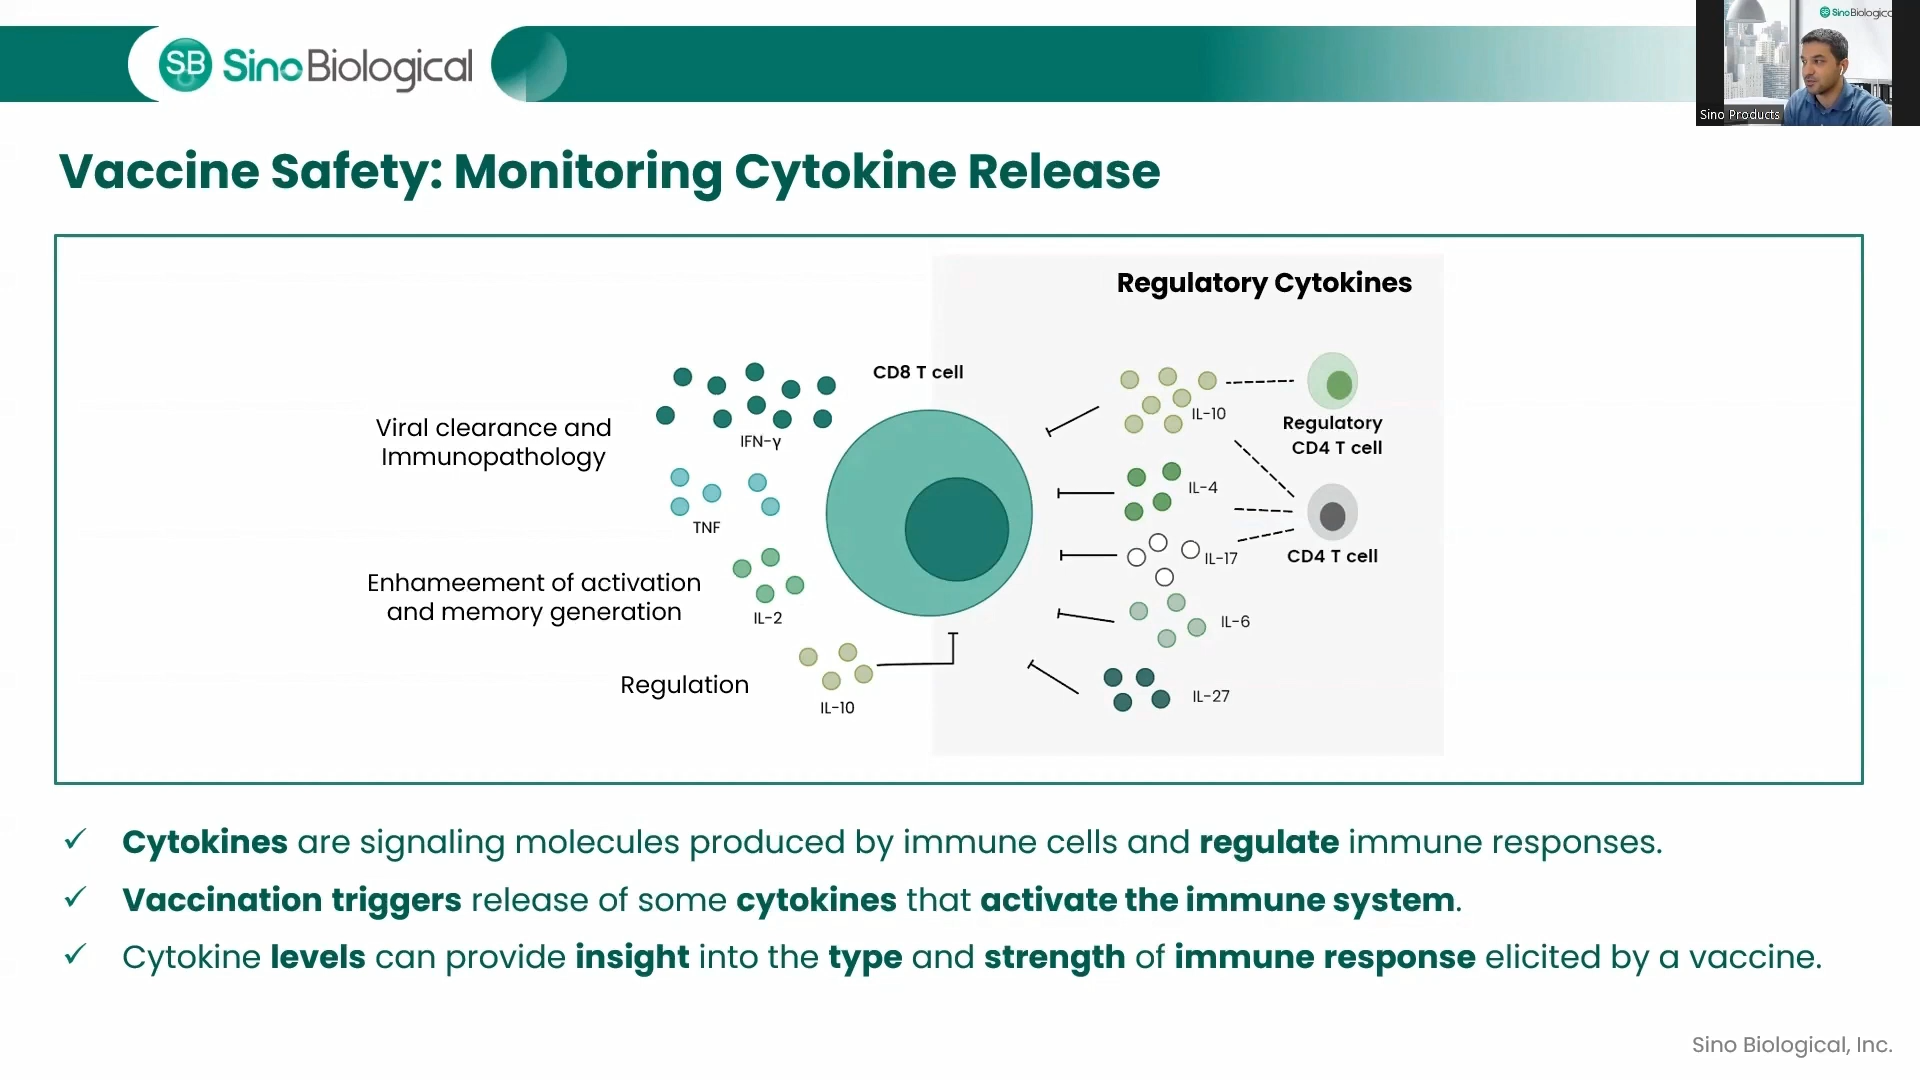 SB SinoBiological
SB SinoBiologic
Sino Products
Vaccine Safety: Monitoring Cytokine Release
Regulatory Cytokines
CD8 T cell
Viral clearance and
Immunopathology
IFN-γ
TNF
Enhameement of activation
and memory generation
IL-2
Regulation
IL-10
IL-10
Regulatory
CD4 T cell
IL-4
IL-17
CD4 T cell
IL-6
IL-27
✓ Cytokines are signaling molecules produced by immune cells and regulate immune responses.
✓ Vaccination triggers release of some cytokines that activate the immune system.
✓ Cytokine levels can provide insight into the type and strength of immune response elicited by a vaccine.
Sino Biological, Inc.